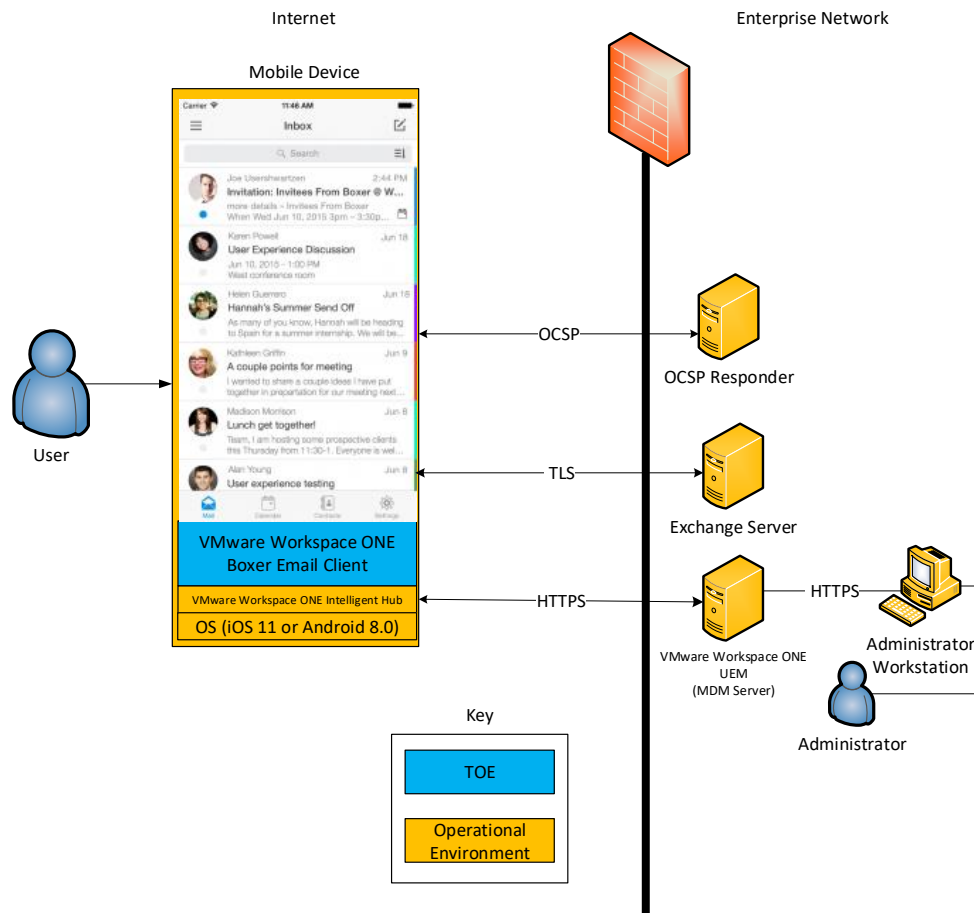 Internet
Enterprise Network
Mobile Device
Carrier
11:46 AM
Inbox
Search
Joe Usershwartzen
2:44 PM
Invitation: Invitees From Boxer @ W...
more details - Invitees From Boxer
When Wed Jun 10, 2015 3pm – 3:30p...
Karen Powell
Jun 18
User Experience Discussion
Jun 10, 2015 - 1:00 PM
West conference room
Helen Guerrero
Jun 18
Hannah's Summer Send Off
As many of you know, Hannah will be heading
to Spain for a summer internship. We will be...
Kathleen Griffin
Jun 9
A couple points for meeting
I wanted to share a couple ideas I have put
together in prepartation for our meeting next...
Madison Morrison
Jun 8
Lunch get together!
Team, I am hosting some prospective clients
this Thursday from 11:30-1. Everyone is wel...
Alan Young
Jun 8
User experience testing
Mail
Calendar
Contacts
Settings
VMware Workspace ONE
Boxer Email Client
VMware Workspace ONE Intelligent Hub
OS (iOS 11 or Android 8.0)
User
OCSP
OCSP Responder
TLS
Exchange Server
HTTPS
VMware Workspace ONE
UEM
(MDM Server)
HTTPS
Administrator
Workstation
Administrator
Key
TOE
Operational
Environment